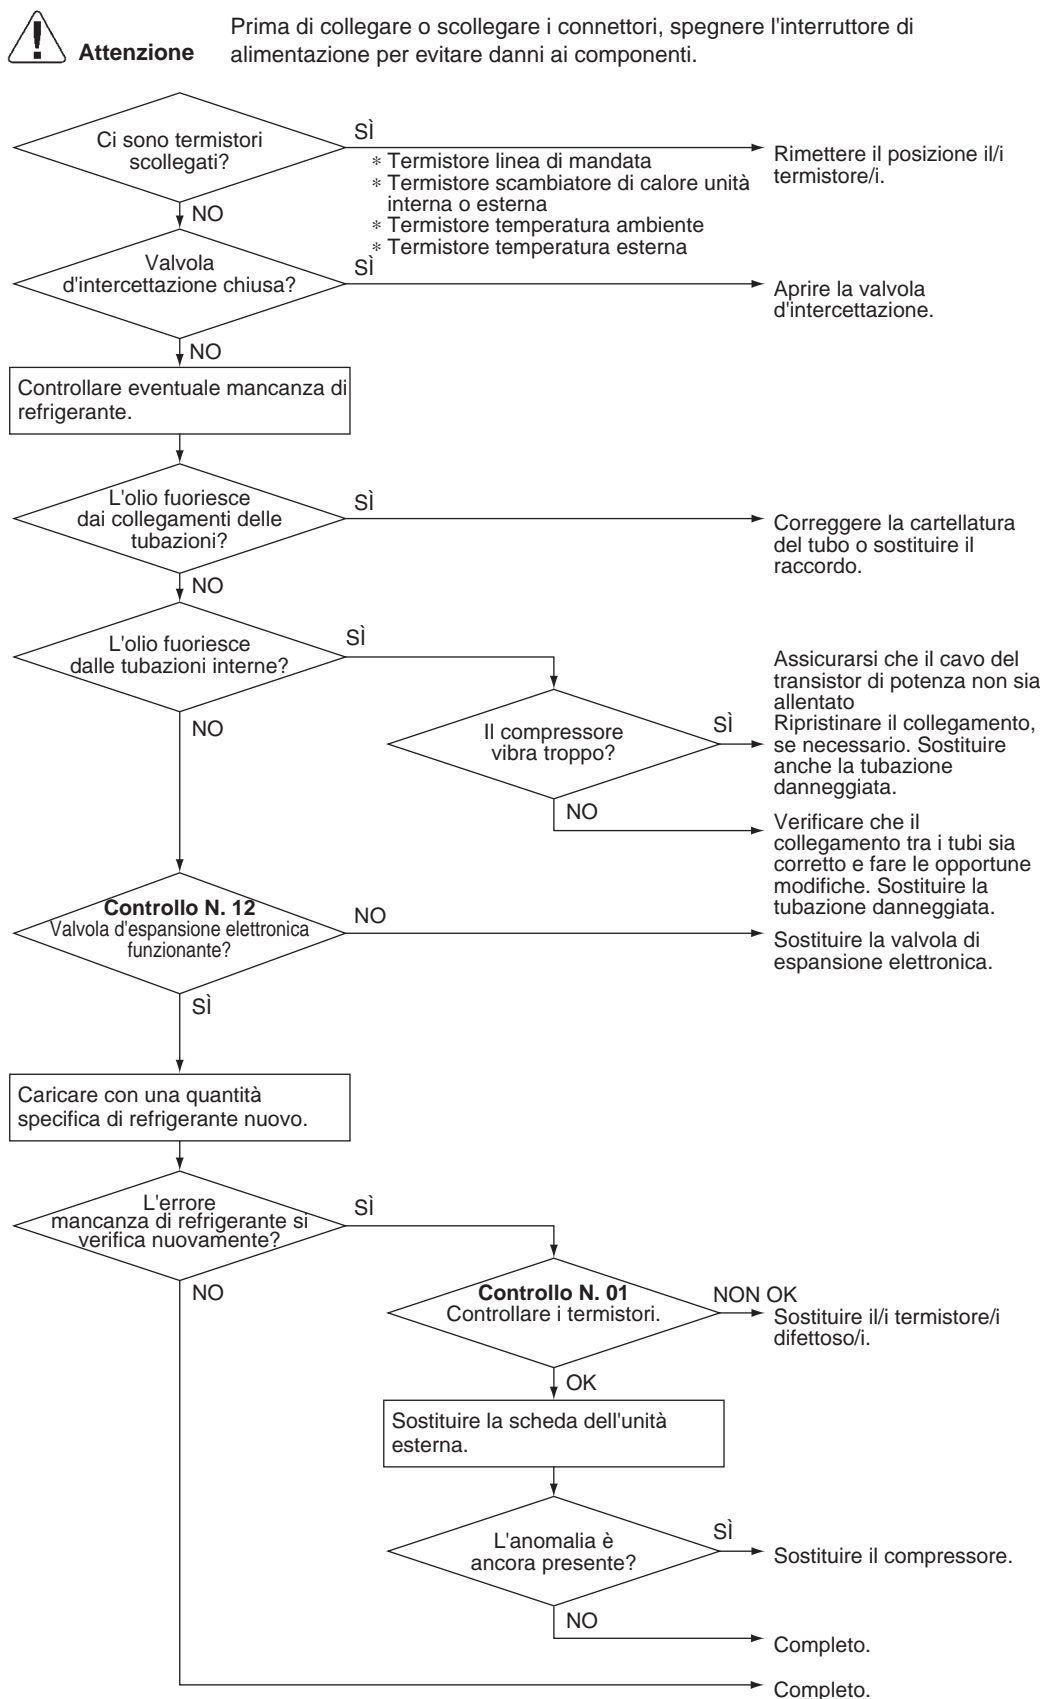 Attenzione
Prima di collegare o scollegare i connettori, spegnere l'interruttore di
alimentazione per evitare danni ai componenti.
Ci sono termistori
scollegati?
SÌ
∗ Termistore linea di mandata
∗ Termistore scambiatore di calore unità
interna o esterna
∗ Termistore temperatura ambiente
∗ Termistore temperatura esterna
Rimettere il posizione il/i
termistore/i.
NO
Valvola
d'intercettazione chiusa?
SÌ
Aprire la valvola
d'intercettazione.
NO
Controllare eventuale mancanza di
refrigerante.
L'olio fuoriesce
dai collegamenti delle
tubazioni?
SÌ
Correggere la cartellatura
del tubo o sostituire il
raccordo.
NO
L'olio fuoriesce
dalle tubazioni interne?
SÌ
NO
Il compressore
vibra troppo?
SÌ
Assicurarsi che il cavo del
transistor di potenza non sia
allentato
Ripristinare il collegamento,
se necessario. Sostituire
anche la tubazione
danneggiata.
NO
Verificare che il
collegamento tra i tubi sia
corretto e fare le opportune
modifiche. Sostituire la
tubazione danneggiata.
Controllo N. 12
Valvola d'espansione elettronica
funzionante?
NO
Sostituire la valvola di
espansione elettronica.
SÌ
Caricare con una quantità
specifica di refrigerante nuovo.
L'errore
mancanza di refrigerante si
verifica nuovamente?
SÌ
NO
Controllo N. 01
Controllare i termistori.
NON OK
Sostituire il/i termistore/i
difettoso/i.
OK
Sostituire la scheda dell'unità
esterna.
L'anomalia è
ancora presente?
SÌ
Sostituire il compressore.
NO
Completo.
Completo.